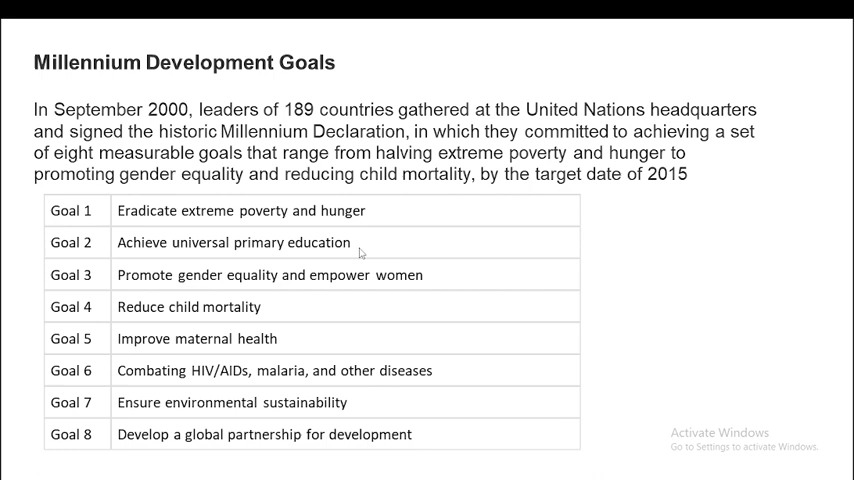 Millennium Development Goals
In September 2000, leaders of 189 countries gathered at the United Nations headquarters
and signed the historic Millennium Declaration, in which they committed to achieving a set
of eight measurable goals that range from halving extreme poverty and hunger to
promoting gender equality and reducing child mortality, by the target date of 2015
Goal 1 Eradicate extreme poverty and hunger
Goal 2 Achieve universal primary education
Goal 3 Promote gender equality and empower women
Goal 4 Reduce child mortality
Goal 5 Improve maternal health
Goal 6 Combating HIV/AIDs, malaria, and other diseases
Goal 7 Ensure environmental sustainability
Goal 8 Develop a global partnership for development
Activate Windows
Go to Settings to activate Windows.